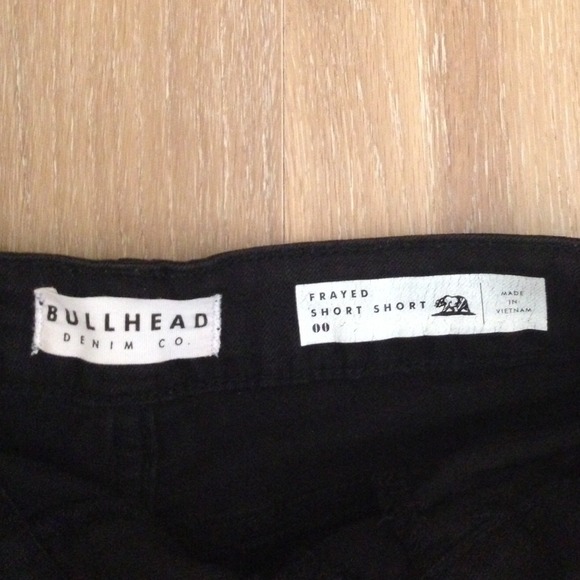 BULLHEAD
DENIM CO.
FRAYED
SHORT SHORT
00
MADE
IN
VIETNAM